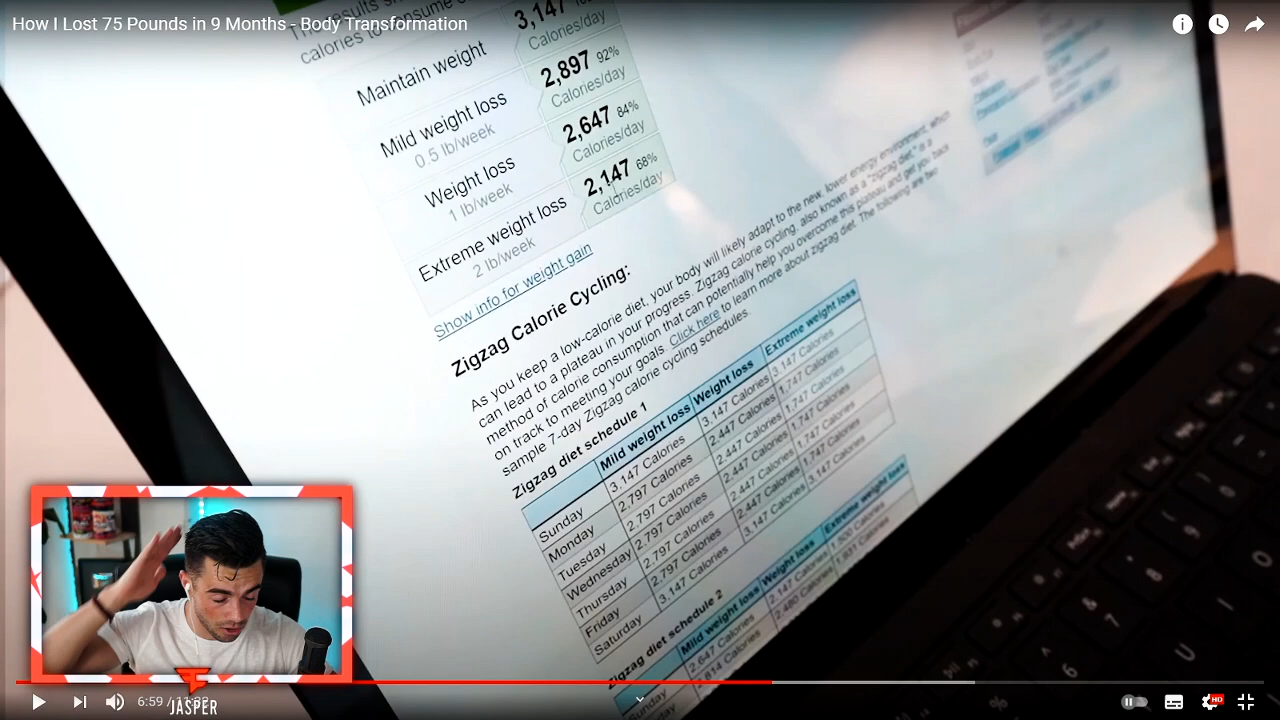 How I Lost 75 Pounds in 9 Months - Body Transformation
calories to consume
Maintain weight
3,147
Calories/day
Mild weight loss
0.5 lb/week
2,897 92%
Calories/day
Weight loss
1 lb/week
2,647 84%
Calories/day
Extreme weight loss
2 lb/week
2,147 68%
Calories/day
Show info for weight gain
Zigzag Calorie Cycling:
As you keep a low-calorie diet, your body will likely adapt to the new, lower energy environment, which
can lead to a plateau in your progress. Zigzag calorie cycling, also known as a "zigzag diet," is a
method of calorie consumption that can potentially help you overcome this plateau and get you back
on track to meeting your goals. Click here to learn more about zigzag diet. The following are two
sample 7-day Zigzag calorie cycling schedules.
Zigzag diet schedule 1
Mild weight loss Weight loss Extreme weight loss
Sunday 3,147 Calories 3,147 Calories 3,147 Calories
Monday 2,797 Calories 2,447 Calories 1,747 Calories
Tuesday 2,797 Calories 2,447 Calories 1,747 Calories
Wednesday 2,797 Calories 2,447 Calories 1,747 Calories
Thursday 2,797 Calories 2,447 Calories 1,747 Calories
Friday 2,797 Calories 2,447 Calories 1,747 Calories
Saturday 3,147 Calories 3,147 Calories 3,147 Calories
Zigzag diet schedule 2
Mild weight loss Weight loss Extreme weight loss
Sunday 2,647 Calories 2,147 Calories 1,500 Calories
JASPER
6:59
HD